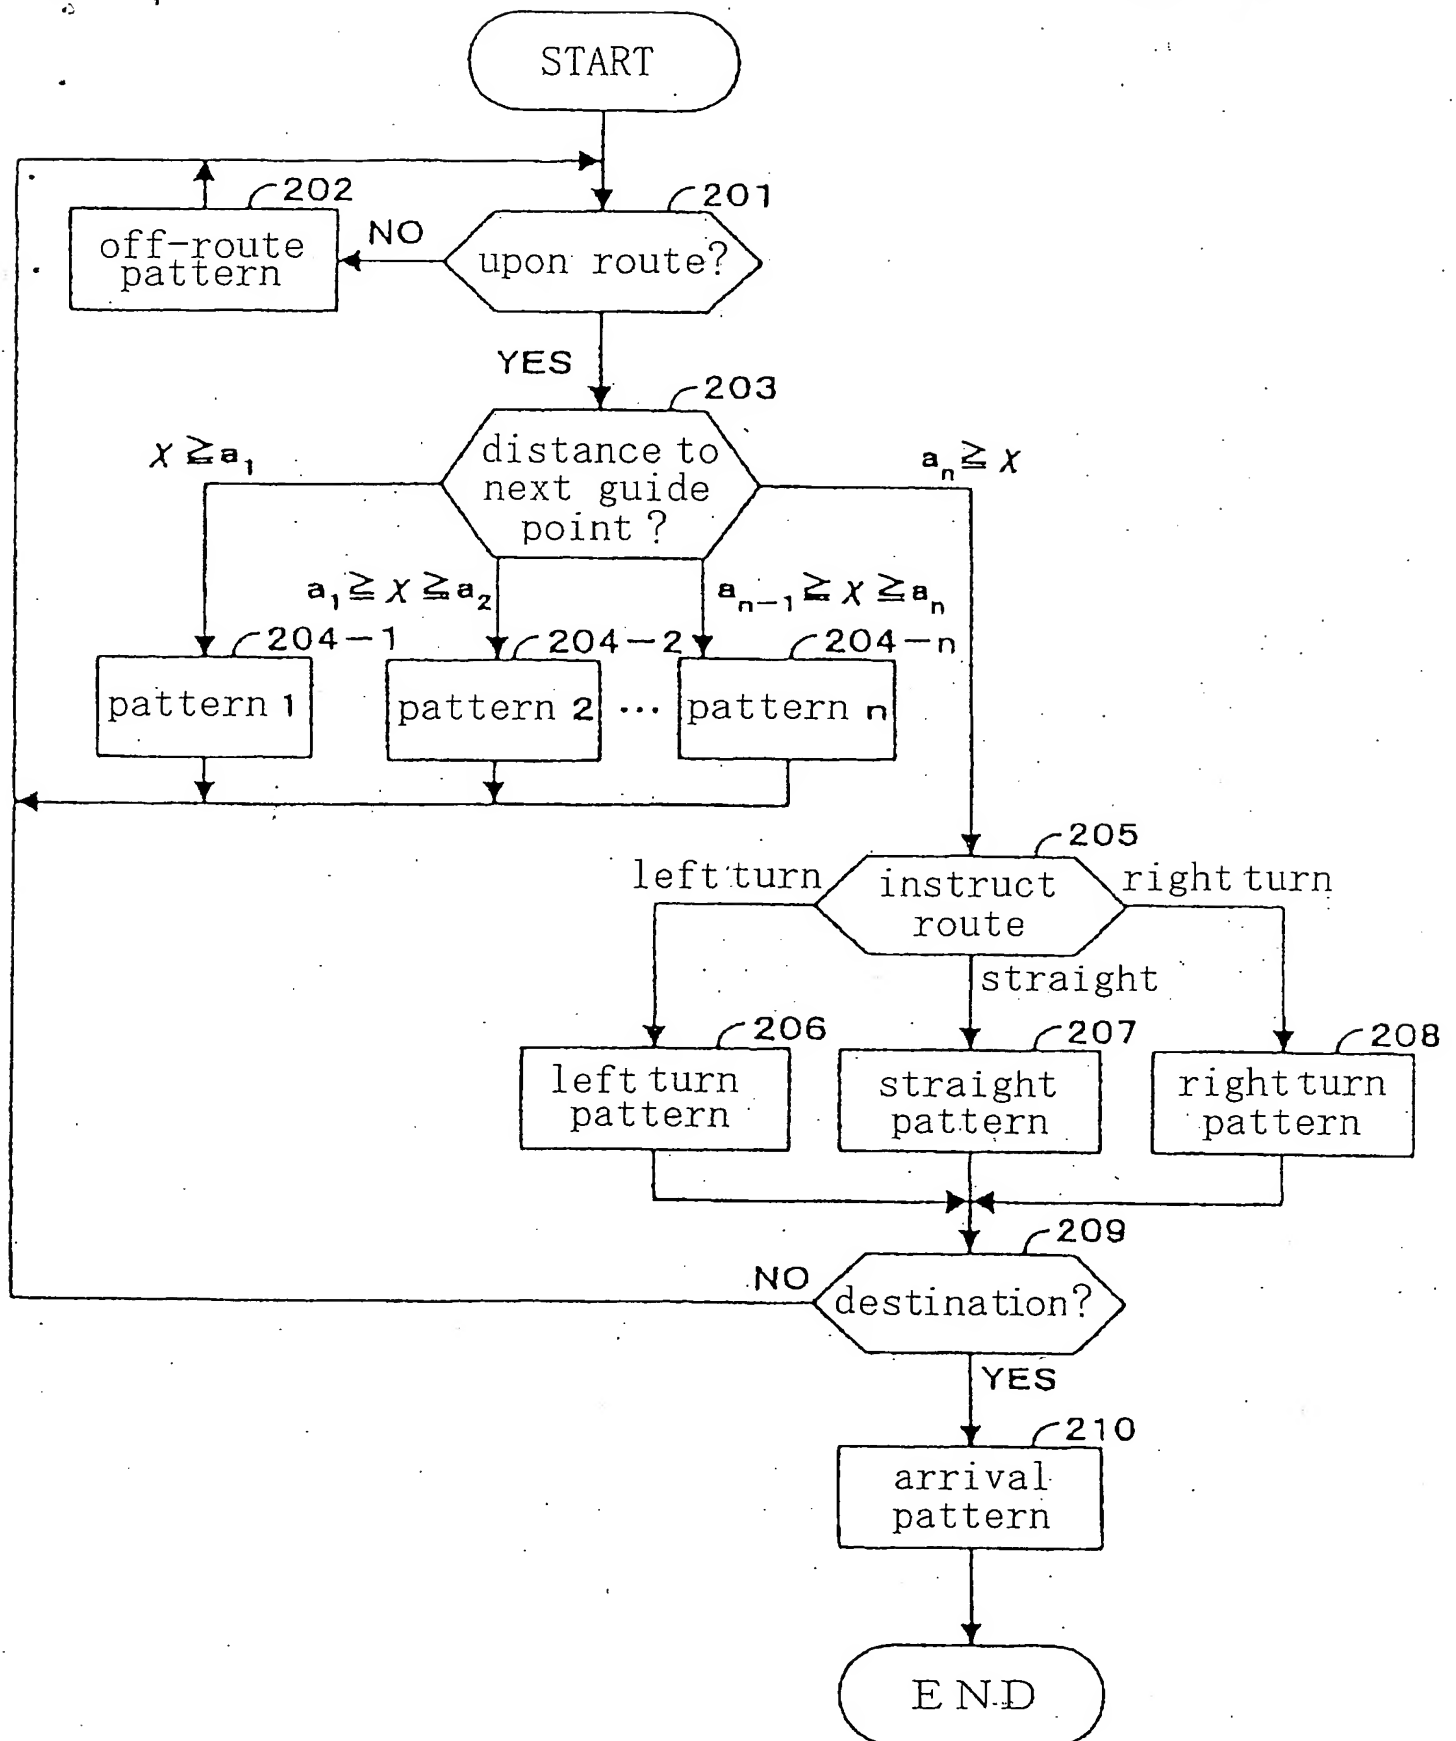 START
202
201
off-route
pattern
NO
upon route?
YES
203
χ ≧ a₁
distance to
next guide
point ?
aₙ ≧ χ
a₁ ≧ χ ≧ a₂
aₙ₋₁ ≧ χ ≧ aₙ
204-1
204-2
204-n
pattern 1
pattern 2
...
pattern n
205
left turn
instruct
route
right turn
straight
206
207
208
left turn
pattern
straight
pattern
right turn
pattern
209
NO
destination?
YES
210
arrival
pattern
END